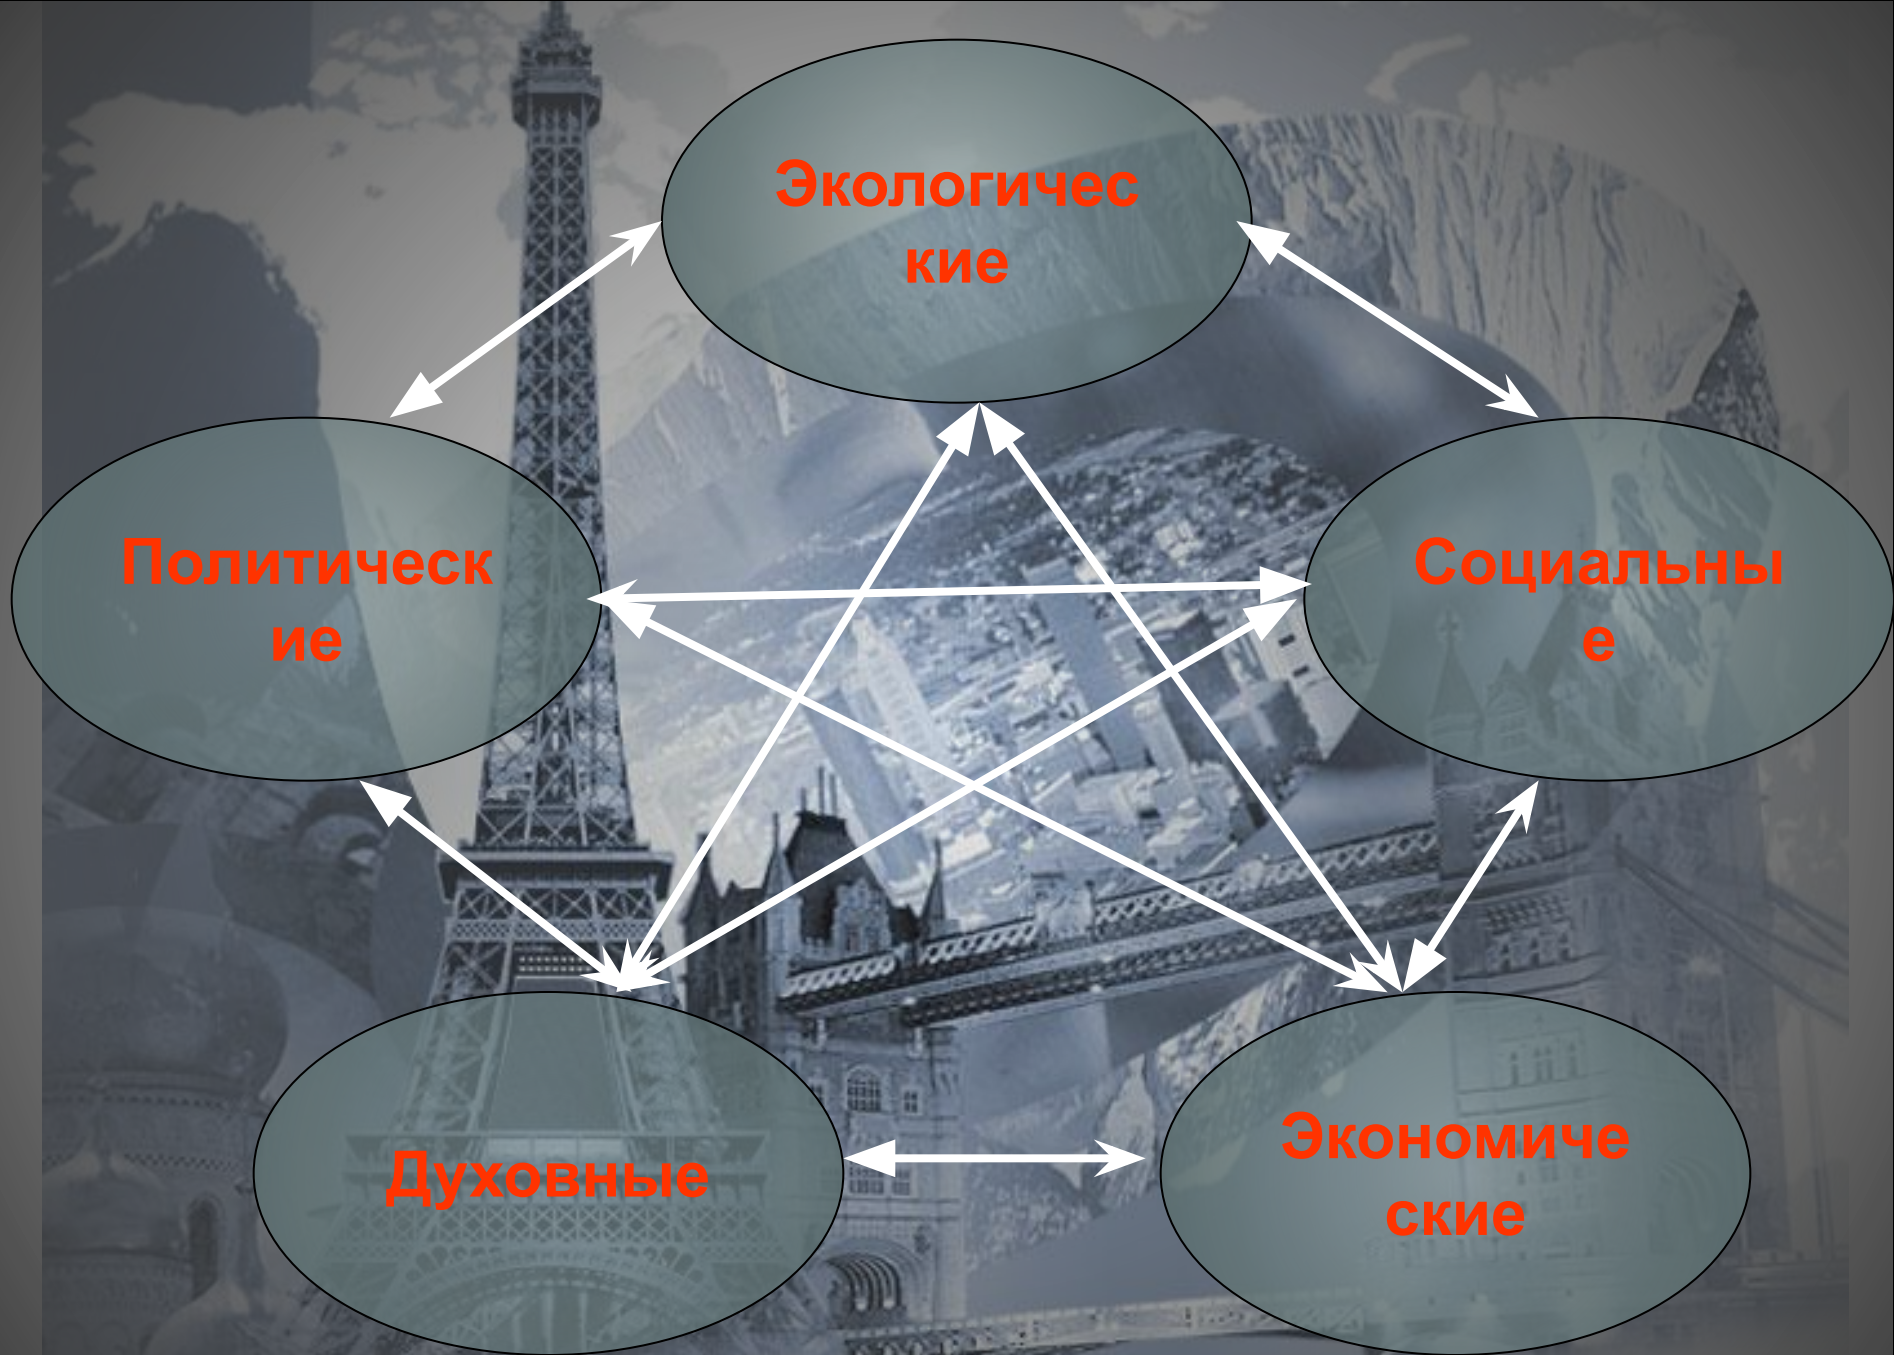 Экологичес
кие
Политическ
ие
Социальны
е
Духовные
Экономиче
ские